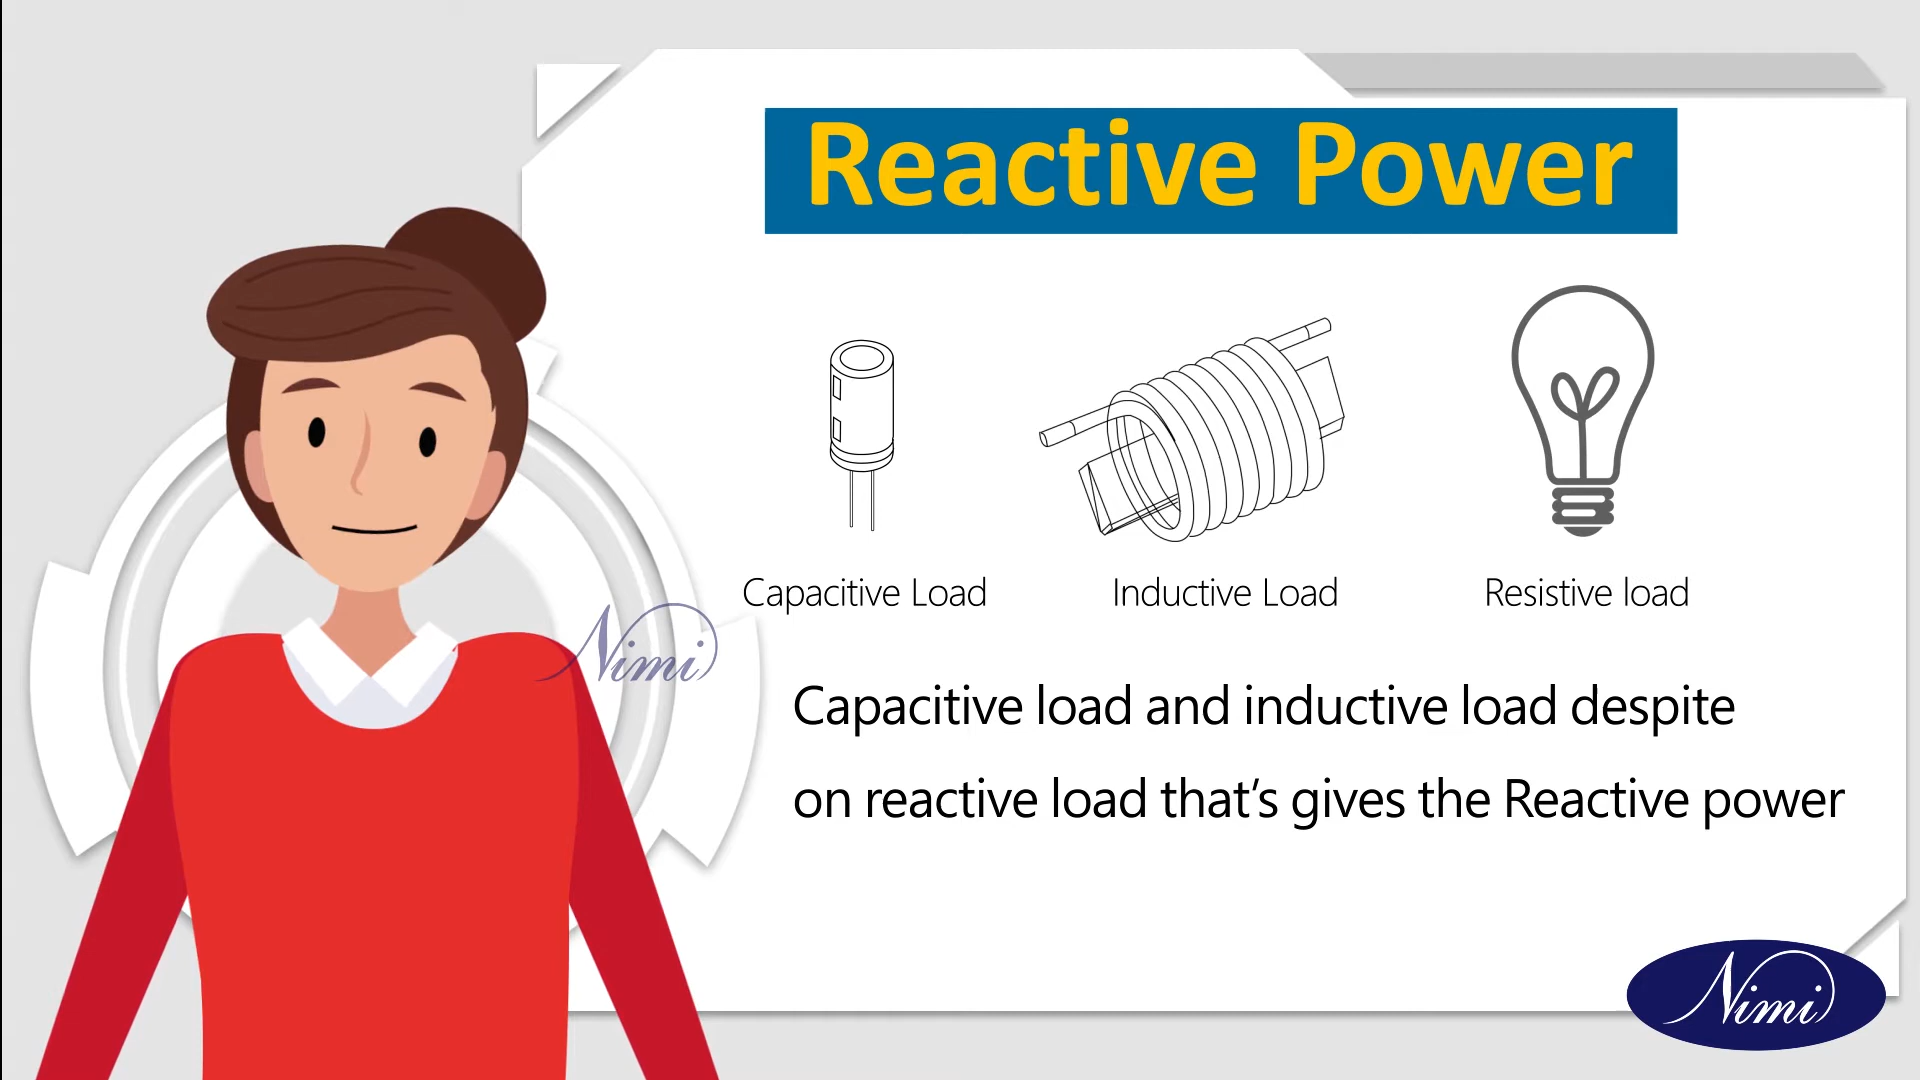 Reactive Power
Capacitive Load
Inductive Load
Resistive load
Nimi
Capacitive load and inductive load despite
on reactive load that’s gives the Reactive power
Nimi